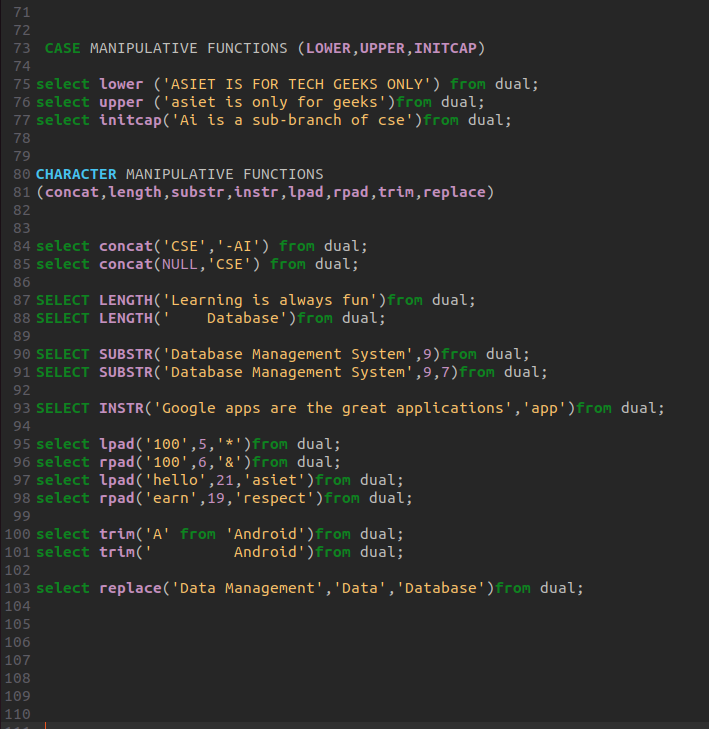 71
72
73 CASE MANIPULATIVE FUNCTIONS (LOWER,UPPER,INITCAP)
74
75 select lower ('ASIET IS FOR TECH GEEKS ONLY') from dual;
76 select upper ('asiet is only for geeks')from dual;
77 select initcap('Ai is a sub-branch of cse')from dual;
78
79
80 CHARACTER MANIPULATIVE FUNCTIONS
81 (concat,length,substr,instr,lpad,rpad,trim,replace)
82
83
84 select concat('CSE','-AI') from dual;
85 select concat(NULL,'CSE') from dual;
86
87 SELECT LENGTH('Learning is always fun')from dual;
88 SELECT LENGTH('    Database')from dual;
89
90 SELECT SUBSTR('Database Management System',9)from dual;
91 SELECT SUBSTR('Database Management System',9,7)from dual;
92
93 SELECT INSTR('Google apps are the great applications','app')from dual;
94
95 select lpad('100',5,'*')from dual;
96 select rpad('100',6,'&')from dual;
97 select lpad('hello',21,'asiet')from dual;
98 select rpad('earn',19,'respect')from dual;
99
100 select trim('A' from 'Android')from dual;
101 select trim('         Android')from dual;
102
103 select replace('Data Management','Data','Database')from dual;
104
105
106
107
108
109
110